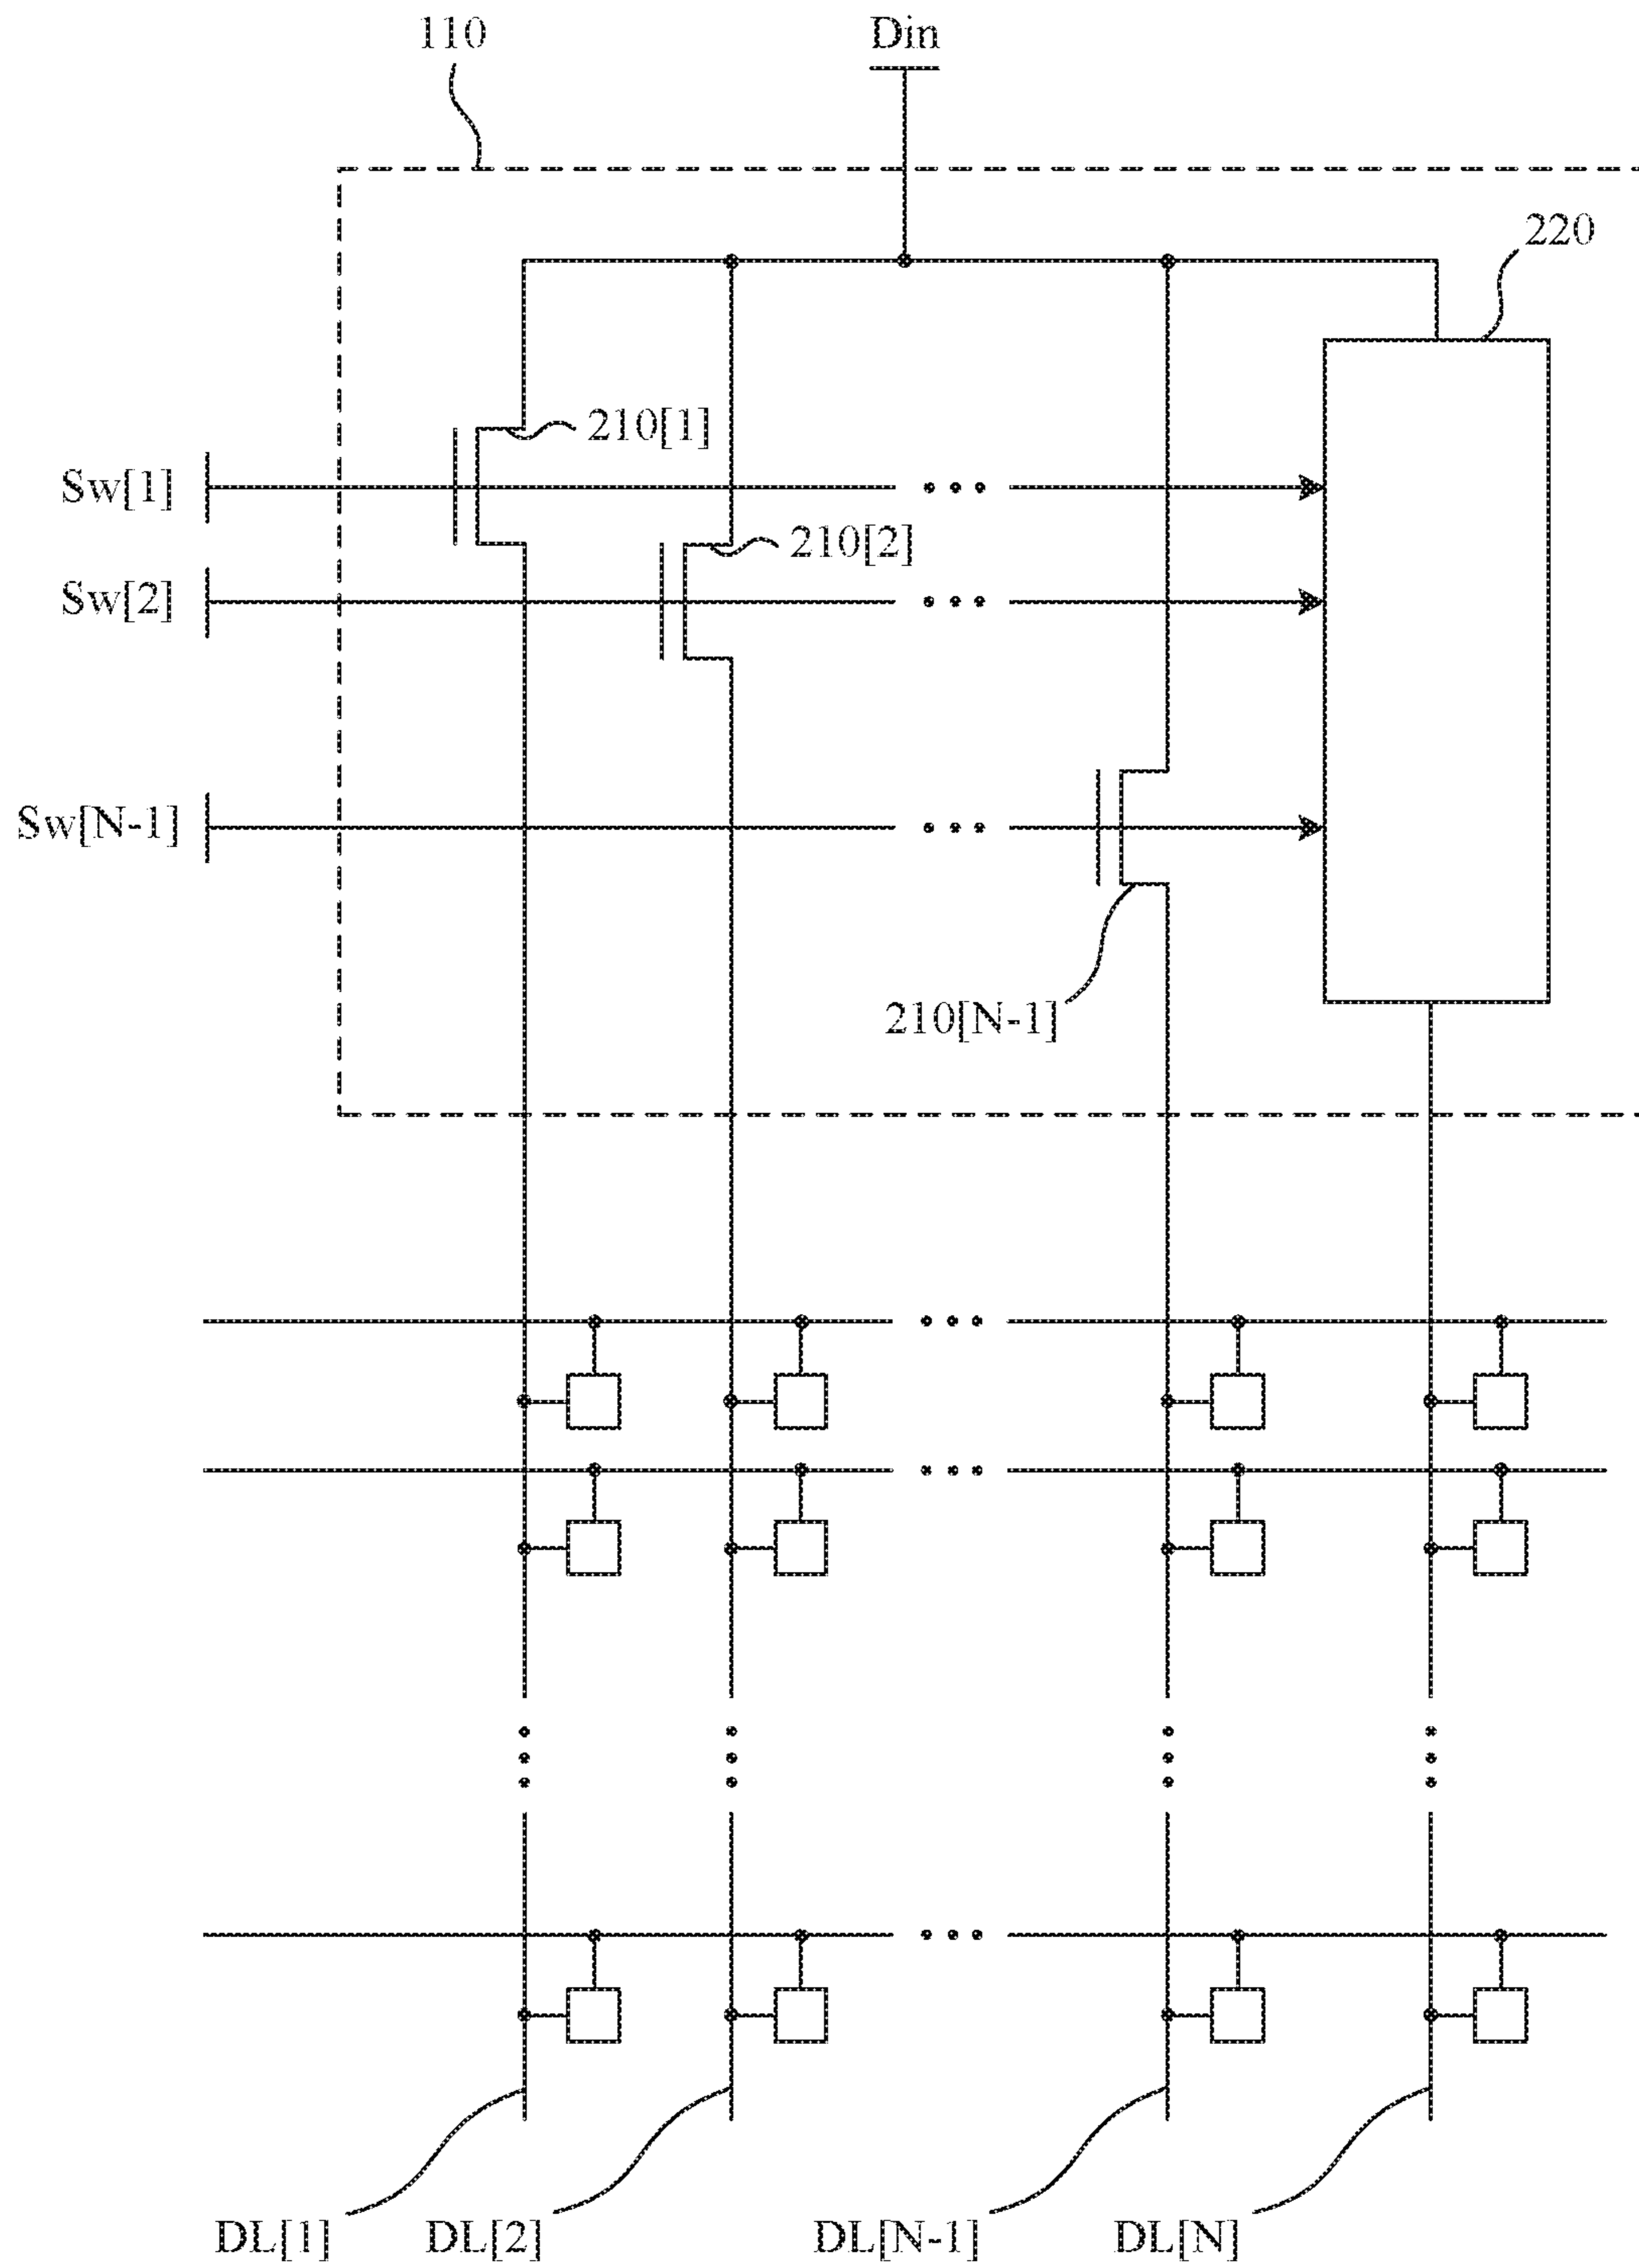 110
Din
220
210[1]
Sw[1]
210[2]
Sw[2]
Sw[N-1]
210[N-1]
DL[1]
DL[2]
DL[N-1]
DL[N]